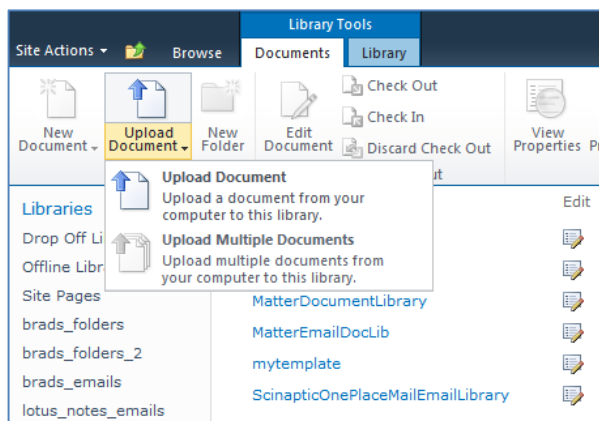 Library Tools
Site Actions Browse Documents Library
New Document
Upload Document
New Folder
Edit Document
Check Out
Check In
Discard Check Out
View Properties
Upload Document
Upload a document from your
computer to this library.
Upload Multiple Documents
Upload multiple documents from
your computer to this library.
Libraries
Edit
Drop Off Li
Offline Libr
Site Pages
MatterDocumentLibrary
brads_folders
MatterEmailDocLib
brads_folders_2
mytemplate
brads_emails
ScinapticOnePlaceMailEmailLibrary
lotus_notes_emails